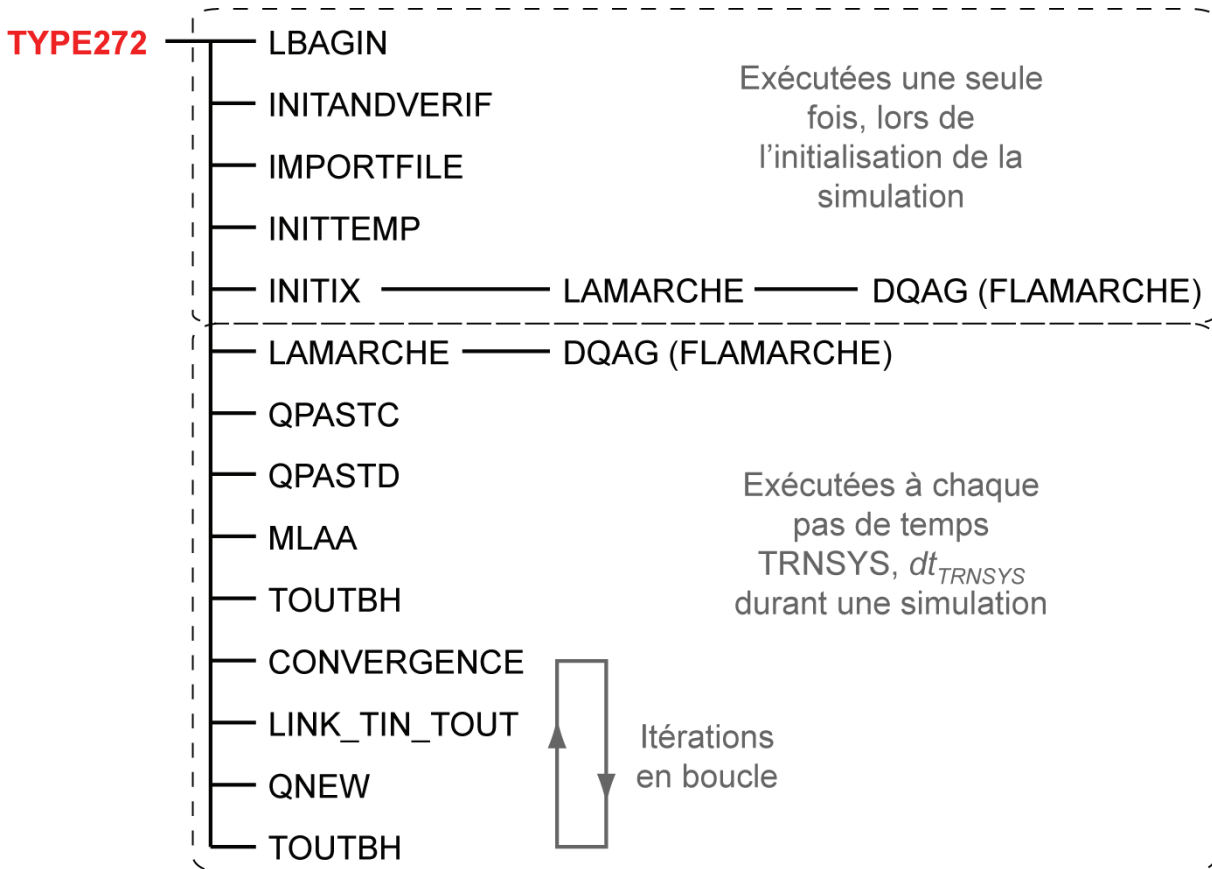 TYPE272
LBAGIN
INITANDVERIF
IMPORTFILE
INITTEMP
INITIX LAMARCHE DQAG (FLAMARCHE)
Exécutées une seule
fois, lors de
l’initialisation de la
simulation
LAMARCHE DQAG (FLAMARCHE)
QPASTC
QPASTD
MLAA
TOUTBH
CONVERGENCE
LINK_TIN_TOUT
QNEW
TOUTBH
Exécutées à chaque
pas de temps
TRNSYS, dtTRNSYS
durant une simulation
Itérations
en boucle